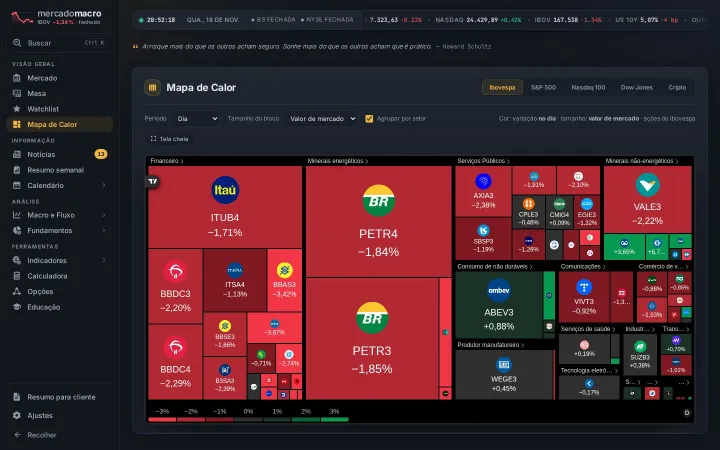 mercadomacro
IBOV −1,34% · fechado
Buscar
Ctrl K
VISÃO GERAL
Mercado
Mesa
Watchlist
Mapa de Calor
INFORMAÇÃO
Notícias
13
Resumo semanal
Calendário
ANÁLISE
Macro e Fluxo
Fundamentos
FERRAMENTAS
Indicadores
Calculadora
Opções
Educação
Resumo para cliente
Ajustes
Recolher
20:52:18
QUA., 18 DE NOV.
B3 FECHADA
NYSE FECHADA
7.323,63 -0.23%
NASDAQ 24.429,89 +0.42%
IBOV 167.538 -1.34%
US 10Y 5,07% -4 bp
Arrisque mais do que os outros acham seguro. Sonhe mais do que os outros acham que é prático. — Howard Schultz
Mapa de Calor
Ibovespa
S&P 500
Nasdaq 100
Dow Jones
Cripto
Período
Dia
Tamanho do bloco
Valor de mercado
Agrupar por setor
Cor: variação no dia · tamanho: valor de mercado · ações do Ibovespa
Tela cheia
Financeiro
Itaú
ITUB4
−1,71%
BBDC3
−2,20%
ITSA4
−1,13%
BBAS3
−3,42%
BBDC4
−2,29%
BBSE3
−1,66%
−3,67%
B3SA3
−2,39%
−0,71%
−2,74%
Minerais energéticos
BR
PETR4
−1,84%
BR
PETR3
−1,85%
Serviços Públicos
AXIA3
−2,38%
−1,91%
−2,10%
CPLE3
−0,46%
CMIG4
+0,09%
EGIE3
−1,32%
SBSP3
−1,19%
−1,26%
Minerais não-energéticos
VALE3
−2,22%
+3,65%
+6,7...
Consumo de não duráveis
ambev
ABEV3
+0,88%
Comunicações
VIVT3
−0,92%
−1,3...
Comércio de v...
−0,88%
−0,85%
−1,53%
Produtor manufatureiro
WEGE3
+0,45%
Serviços de saúde
+0,19%
Industr...
SUZB3
+0,38%
Trans...
+0,70%
−1,01%
Tecnologia eletrô...
−0,17%
S...
...
...
−3%
−2%
−1%
0%
1%
2%
3%
D